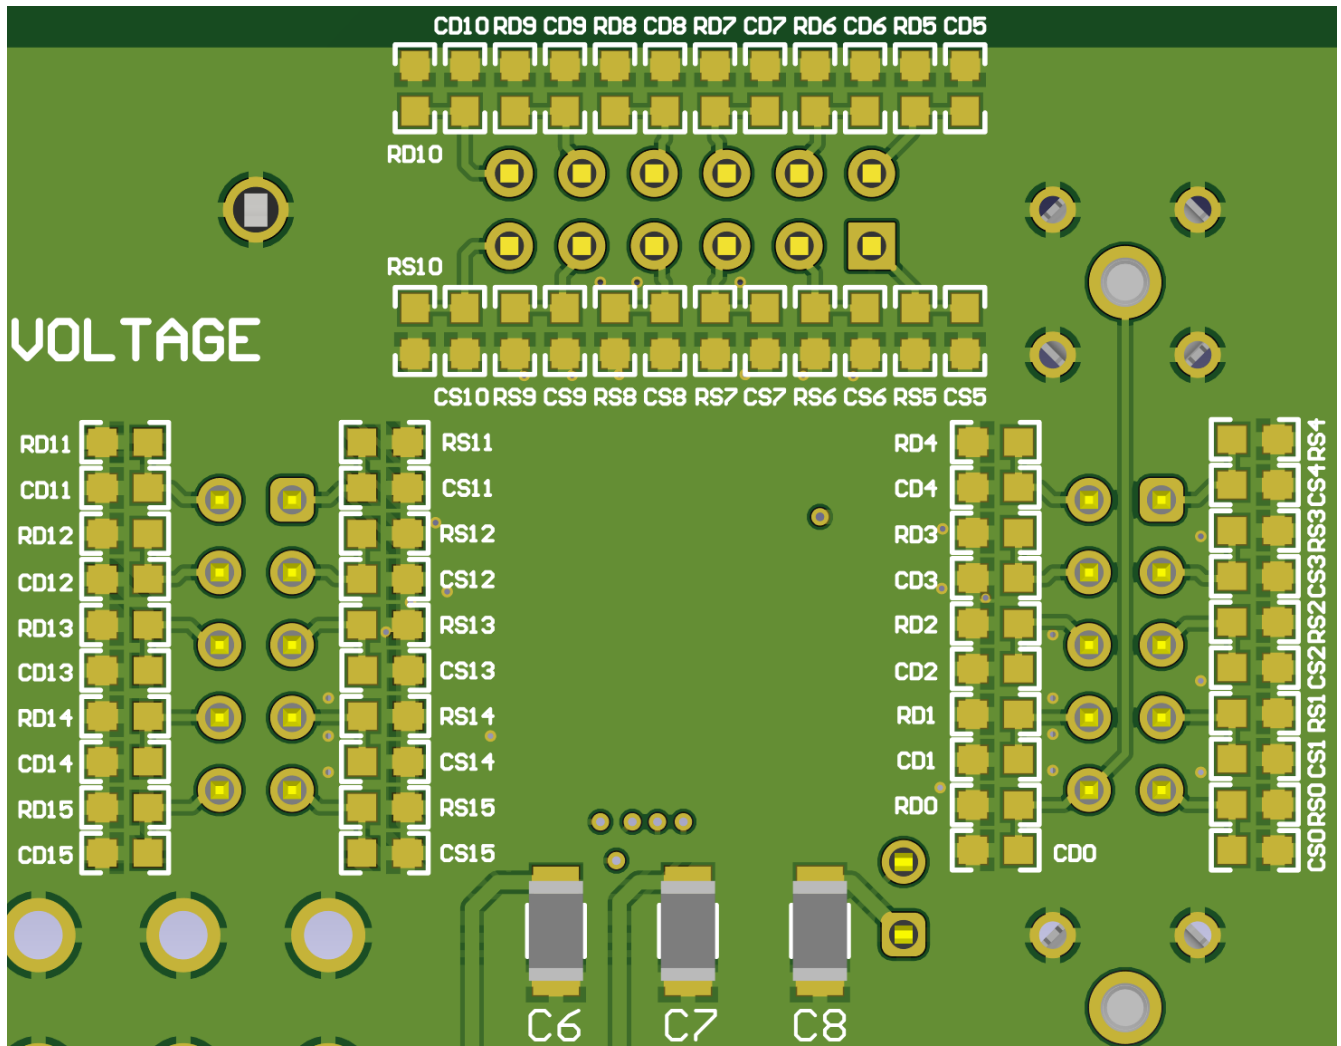 CD10 RD9 CD9 RD8 CD8 RD7 CD7 RD6 CD6 RD5 CD5
RD10
RS10
VOLTAGE
CS10 RS9 CS9 RS8 CS8 RS7 CS7 RS6 CS6 RS5 CS5
RD11 RS11 RD4 RS4
CD11 CS11 CD4 CS4
RD12 RS12 RD3 RS3
CD12 CS12 CD3 CS3
RD13 RS13 RD2 RS2
CD13 CS13 CD2 CS2
RD14 RS14 RD1 RS1
CD14 CS14 CD1 CS1
RD15 RS15 RD0 RS0
CD15 CS15 CD0 CS0
C6 C7 C8